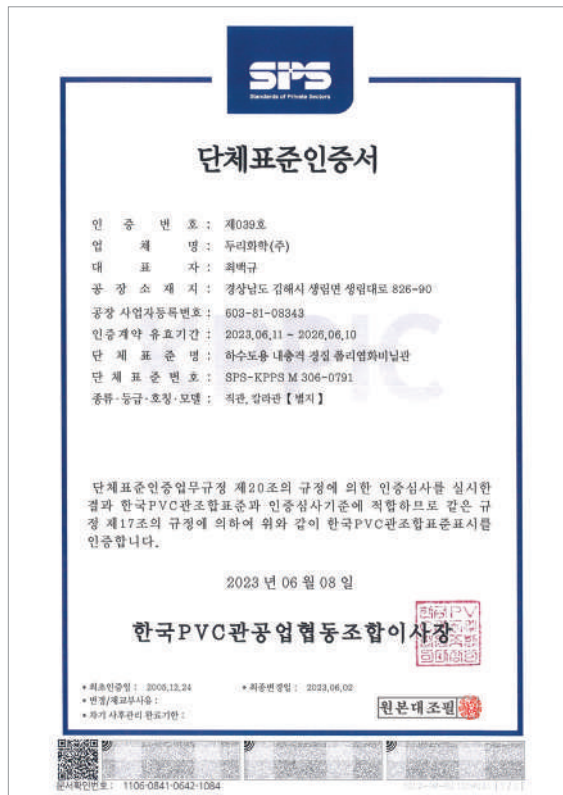 SPS
Standards of Private Sectors
단체표준인증서
인 증 번 호 : 제039호
업 체 명 : 두리화학(주)
대 표 자 : 최백규
공 장 소 재 지 : 경상남도 김해시 생림면 생림대로 826-90
공장 사업자등록번호 : 603-81-08343
인증계약 유효기간 : 2023.06.11 ~ 2026.06.10
단 체 표 준 명 : 하수도용 내충격 경질 폴리염화비닐관
단 체 표 준 번 호 : SPS-KPPS M 306-0791
종류·등급·호칭·모델 : 직관, 칼라관 【별지】
단체표준인증업무규정 제20조의 규정에 의한 인증심사를 실시한
결과 한국PVC관조합표준과 인증심사기준에 적합하므로 같은 규
정 제17조의 규정에 의하여 위와 같이 한국PVC관조합표준표시를
인증합니다.
2023 년 06 월 08 일
한국PVC관공업협동조합이사장
* 최초인증일 : 2005.12.24
* 최종변경일 : 2023.06.02
* 변경/재교부사유 :
* 차기 사후관리 완료기한 :
원본대조필
문서확인번호 : 1106-0841-0642-1084